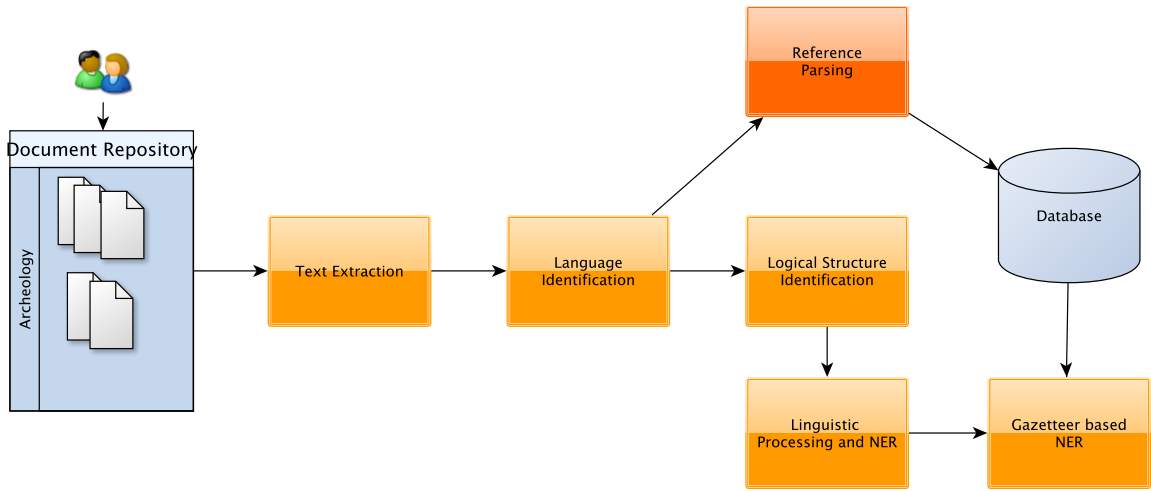 Reference
Parsing
Document Repository
Archeology
Text Extraction
Language
Identification
Logical Structure
Identification
Database
Linguistic
Processing and NER
Gazetteer based
NER